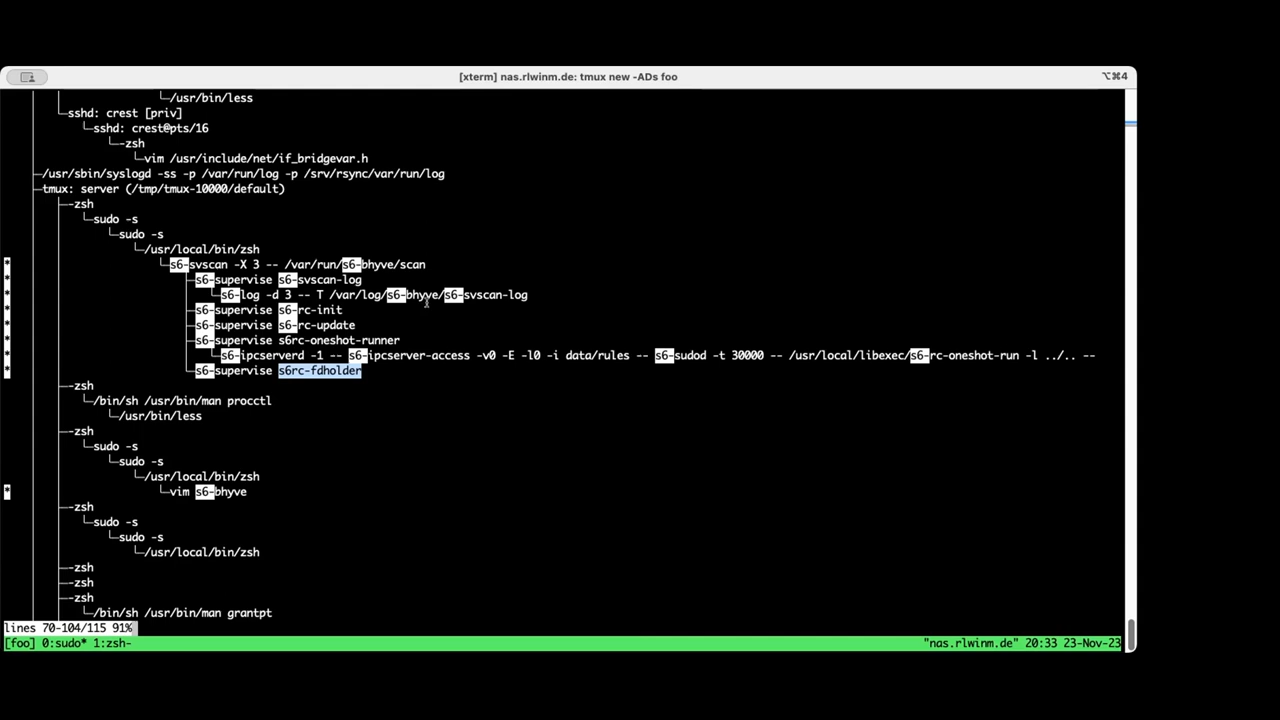 [xterm] nas.rlwinm.de: tmux new -ADs foo
⌥⌘4
└─/usr/bin/less
└─sshd: crest [priv]
└─sshd: crest@pts/16
└─-zsh
└─vim /usr/include/net/if_bridgevar.h
├─/usr/sbin/syslogd -ss -p /var/run/log -p /srv/rsync/var/run/log
├─tmux: server (/tmp/tmux-10000/default)
├─-zsh
└─sudo -s
└─sudo -s
└─/usr/local/bin/zsh
* └─s6-svscan -X 3 -- /var/run/s6-bhyve/scan
* ├─s6-supervise s6-svscan-log
* │ └─s6-log -d 3 -- T /var/log/s6-bhyve/s6-svscan-log
* ├─s6-supervise s6-rc-init
* ├─s6-supervise s6-rc-update
* ├─s6-supervise s6rc-oneshot-runner
* │ └─s6-ipcserverd -1 -- s6-ipcserver-access -v0 -E -l0 -i data/rules -- s6-sudod -t 30000 -- /usr/local/libexec/s6-rc-oneshot-run -l ../.. --
* └─s6-supervise s6rc-fdholder
├─-zsh
└─/bin/sh /usr/bin/man procctl
└─/usr/bin/less
├─-zsh
└─sudo -s
└─sudo -s
└─/usr/local/bin/zsh
* └─vim s6-bhyve
├─-zsh
└─sudo -s
└─sudo -s
└─/usr/local/bin/zsh
├─-zsh
├─-zsh
├─-zsh
└─/bin/sh /usr/bin/man grantpt
lines 70-104/115 91%
[foo] 0:sudo* 1:zsh- "nas.rlwinm.de" 20:33 23-Nov-23